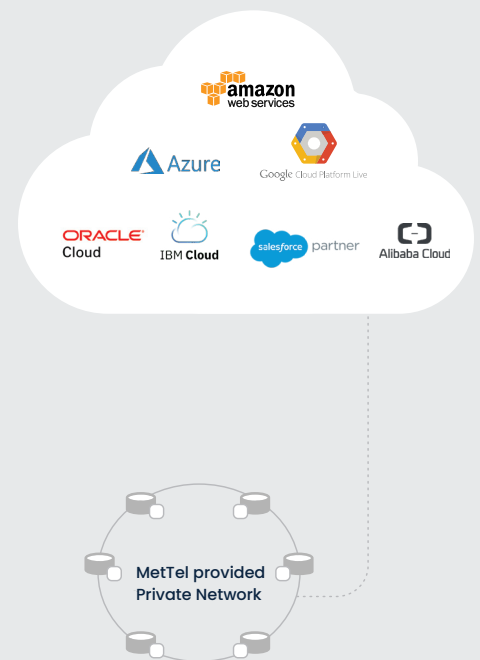 amazon
web services
Azure
Google Cloud Platform Live
ORACLE®
Cloud
IBM Cloud
salesforce partner
Alibaba Cloud
MetTel provided
Private Network